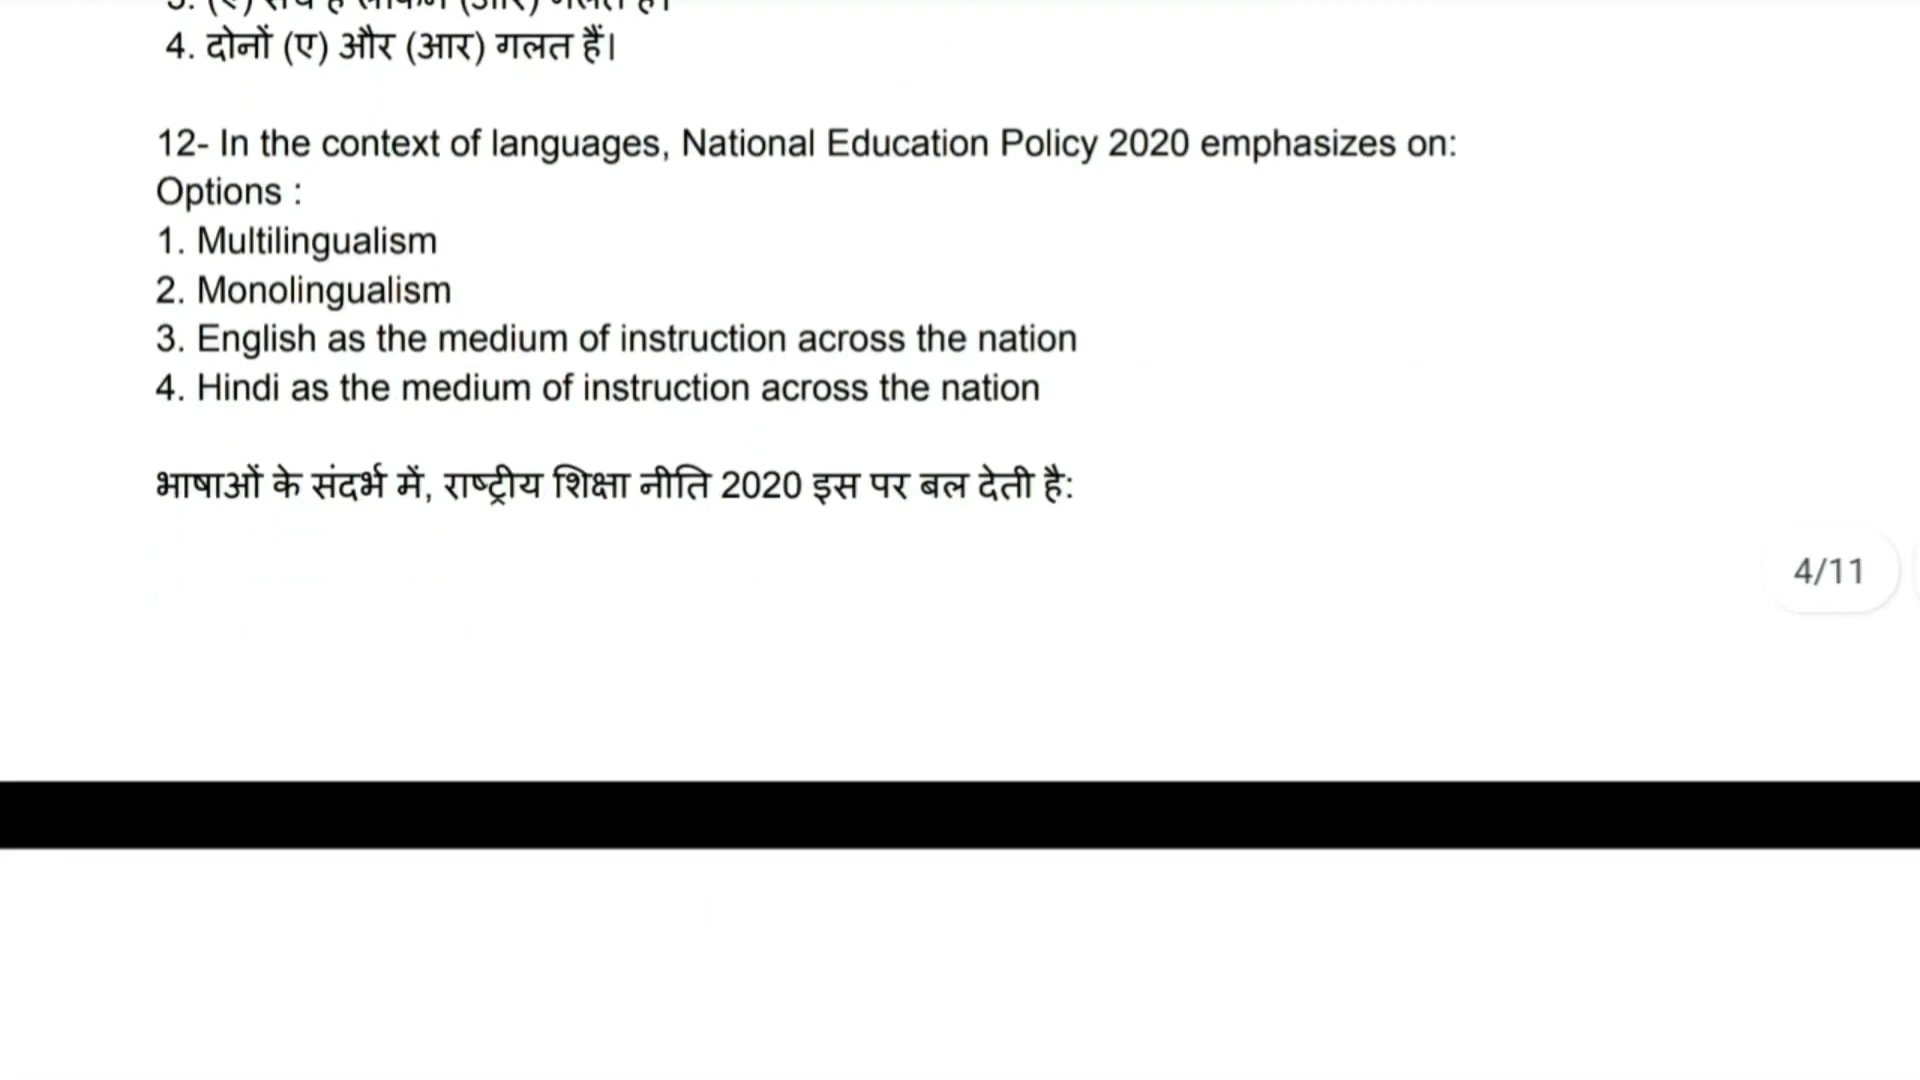 4. दोनों (ए) और (आर) गलत हैं।
12- In the context of languages, National Education Policy 2020 emphasizes on:
Options :
1. Multilingualism
2. Monolingualism
3. English as the medium of instruction across the nation
4. Hindi as the medium of instruction across the nation
भाषाओं के संदर्भ में, राष्ट्रीय शिक्षा नीति 2020 इस पर बल देती है:
4/11